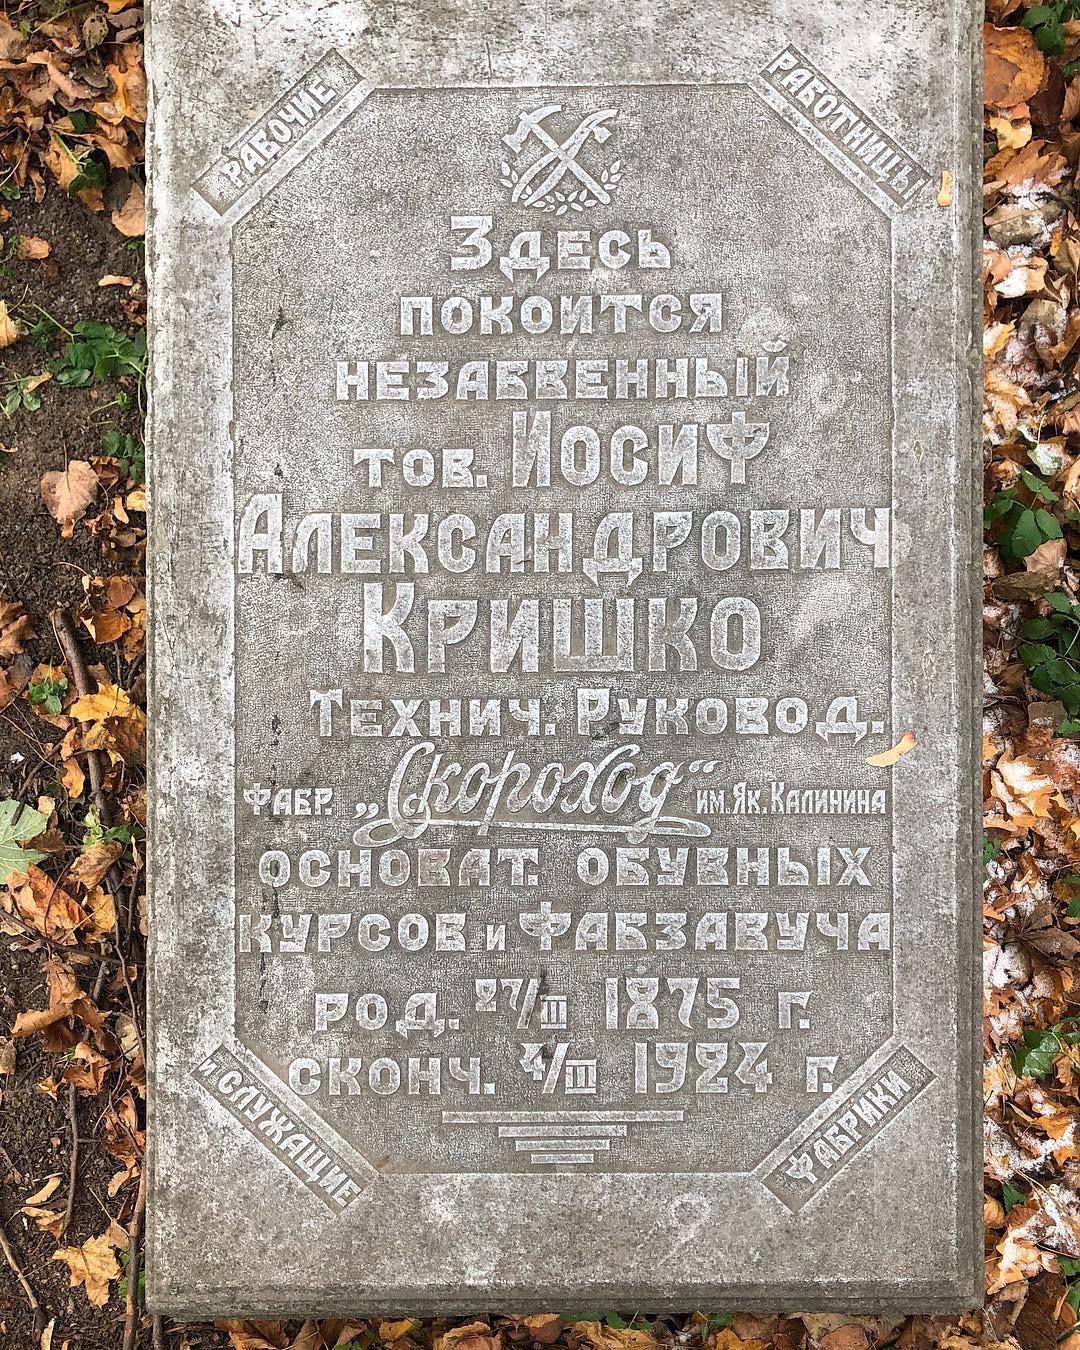 РАБОЧИЕ
РАБОТНИЦЫ
Здесь
покоится
незабвенный
тов. Иосиф
Александрович
Кришко
Технич. Руковод.
фабр. „Скороход“ им. Як. Калинина
основат. обувных
курсов и фабзавуча
род. 27/III 1875 г.
сконч. 4/III 1924 г.
и СЛУЖАЩИЕ
ФАБРИКИ